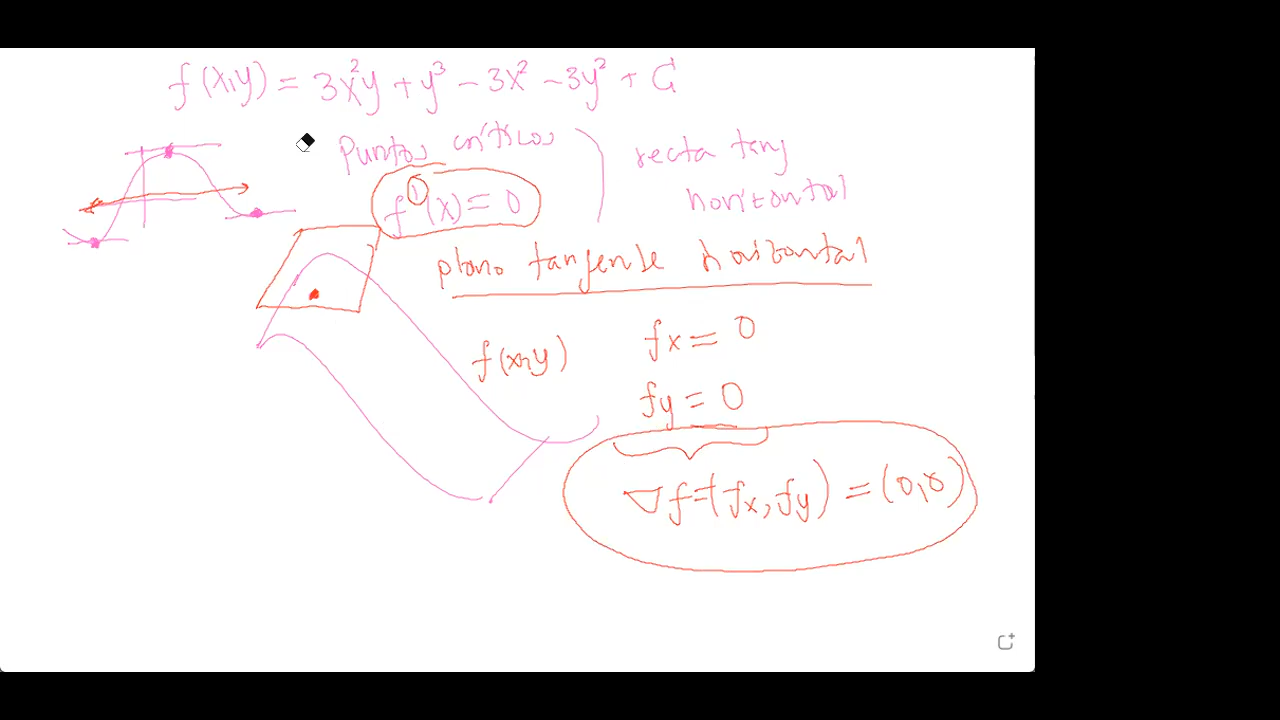 f(x,y) = 3x²y + y³ - 3x² - 3y² + C
Puntos críticos
recta tang
horizontal
f'(x) = 0
plano tangente horizontal
f(x,y)
fx = 0
fy = 0
∇f = (fx, fy) = (0,0)